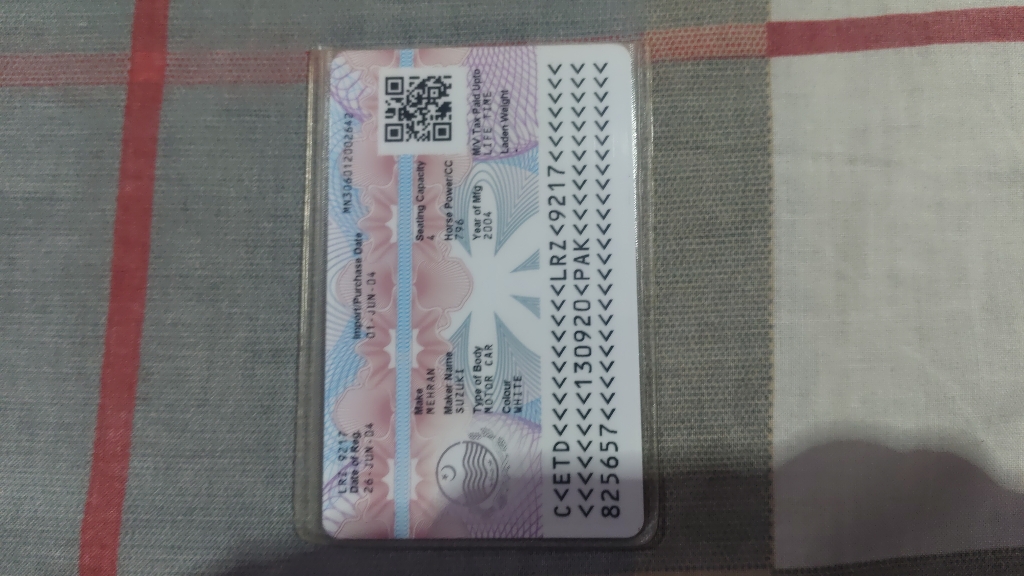 LRZ 9217
MN306012002642
Date of Reg.
26-JUN-04
Import/Purchase Date
01-JUN-04
Make
MEHRAN
Seating Capacity
4
Maker Name
SUZUKI
Horse Power/CC
796
Type of Body
MOTOR CAR
Year of Mfg
2004
M/V Tax Paid Upto
LIFE TIME
Colour
WHITE
Laden Weight
C<ETD<<<<<<<<<<LRZ<9217<<<<<<<
<<<<<<<130920<PAK<<<<<<<<<<<<<
825657<<<<<<<<<<<<<<<<<<<<<<<<